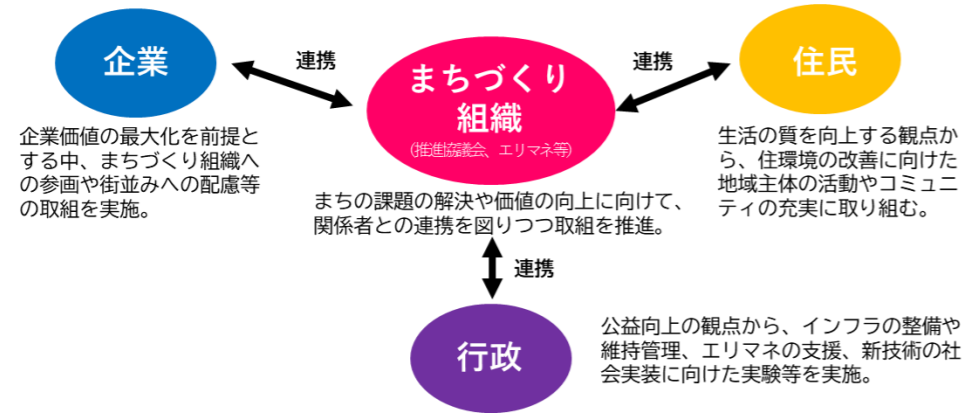 企業
連携
まちづくり
組織
(推進協議会、エリマネ等)
連携
住民
企業価値の最大化を前提と
する中、まちづくり組織へ
の参画や街並みへの配慮等
の取組を実施。
まちの課題の解決や価値の向上に向けて、
関係者との連携を図りつつ取組を推進。
生活の質を向上する観点か
ら、住環境の改善に向けた
地域主体の活動やコミュニ
ティの充実に取り組む。
連携
行政
公益向上の観点から、インフラの整備や
維持管理、エリマネの支援、新技術の社
会実装に向けた実験等を実施。